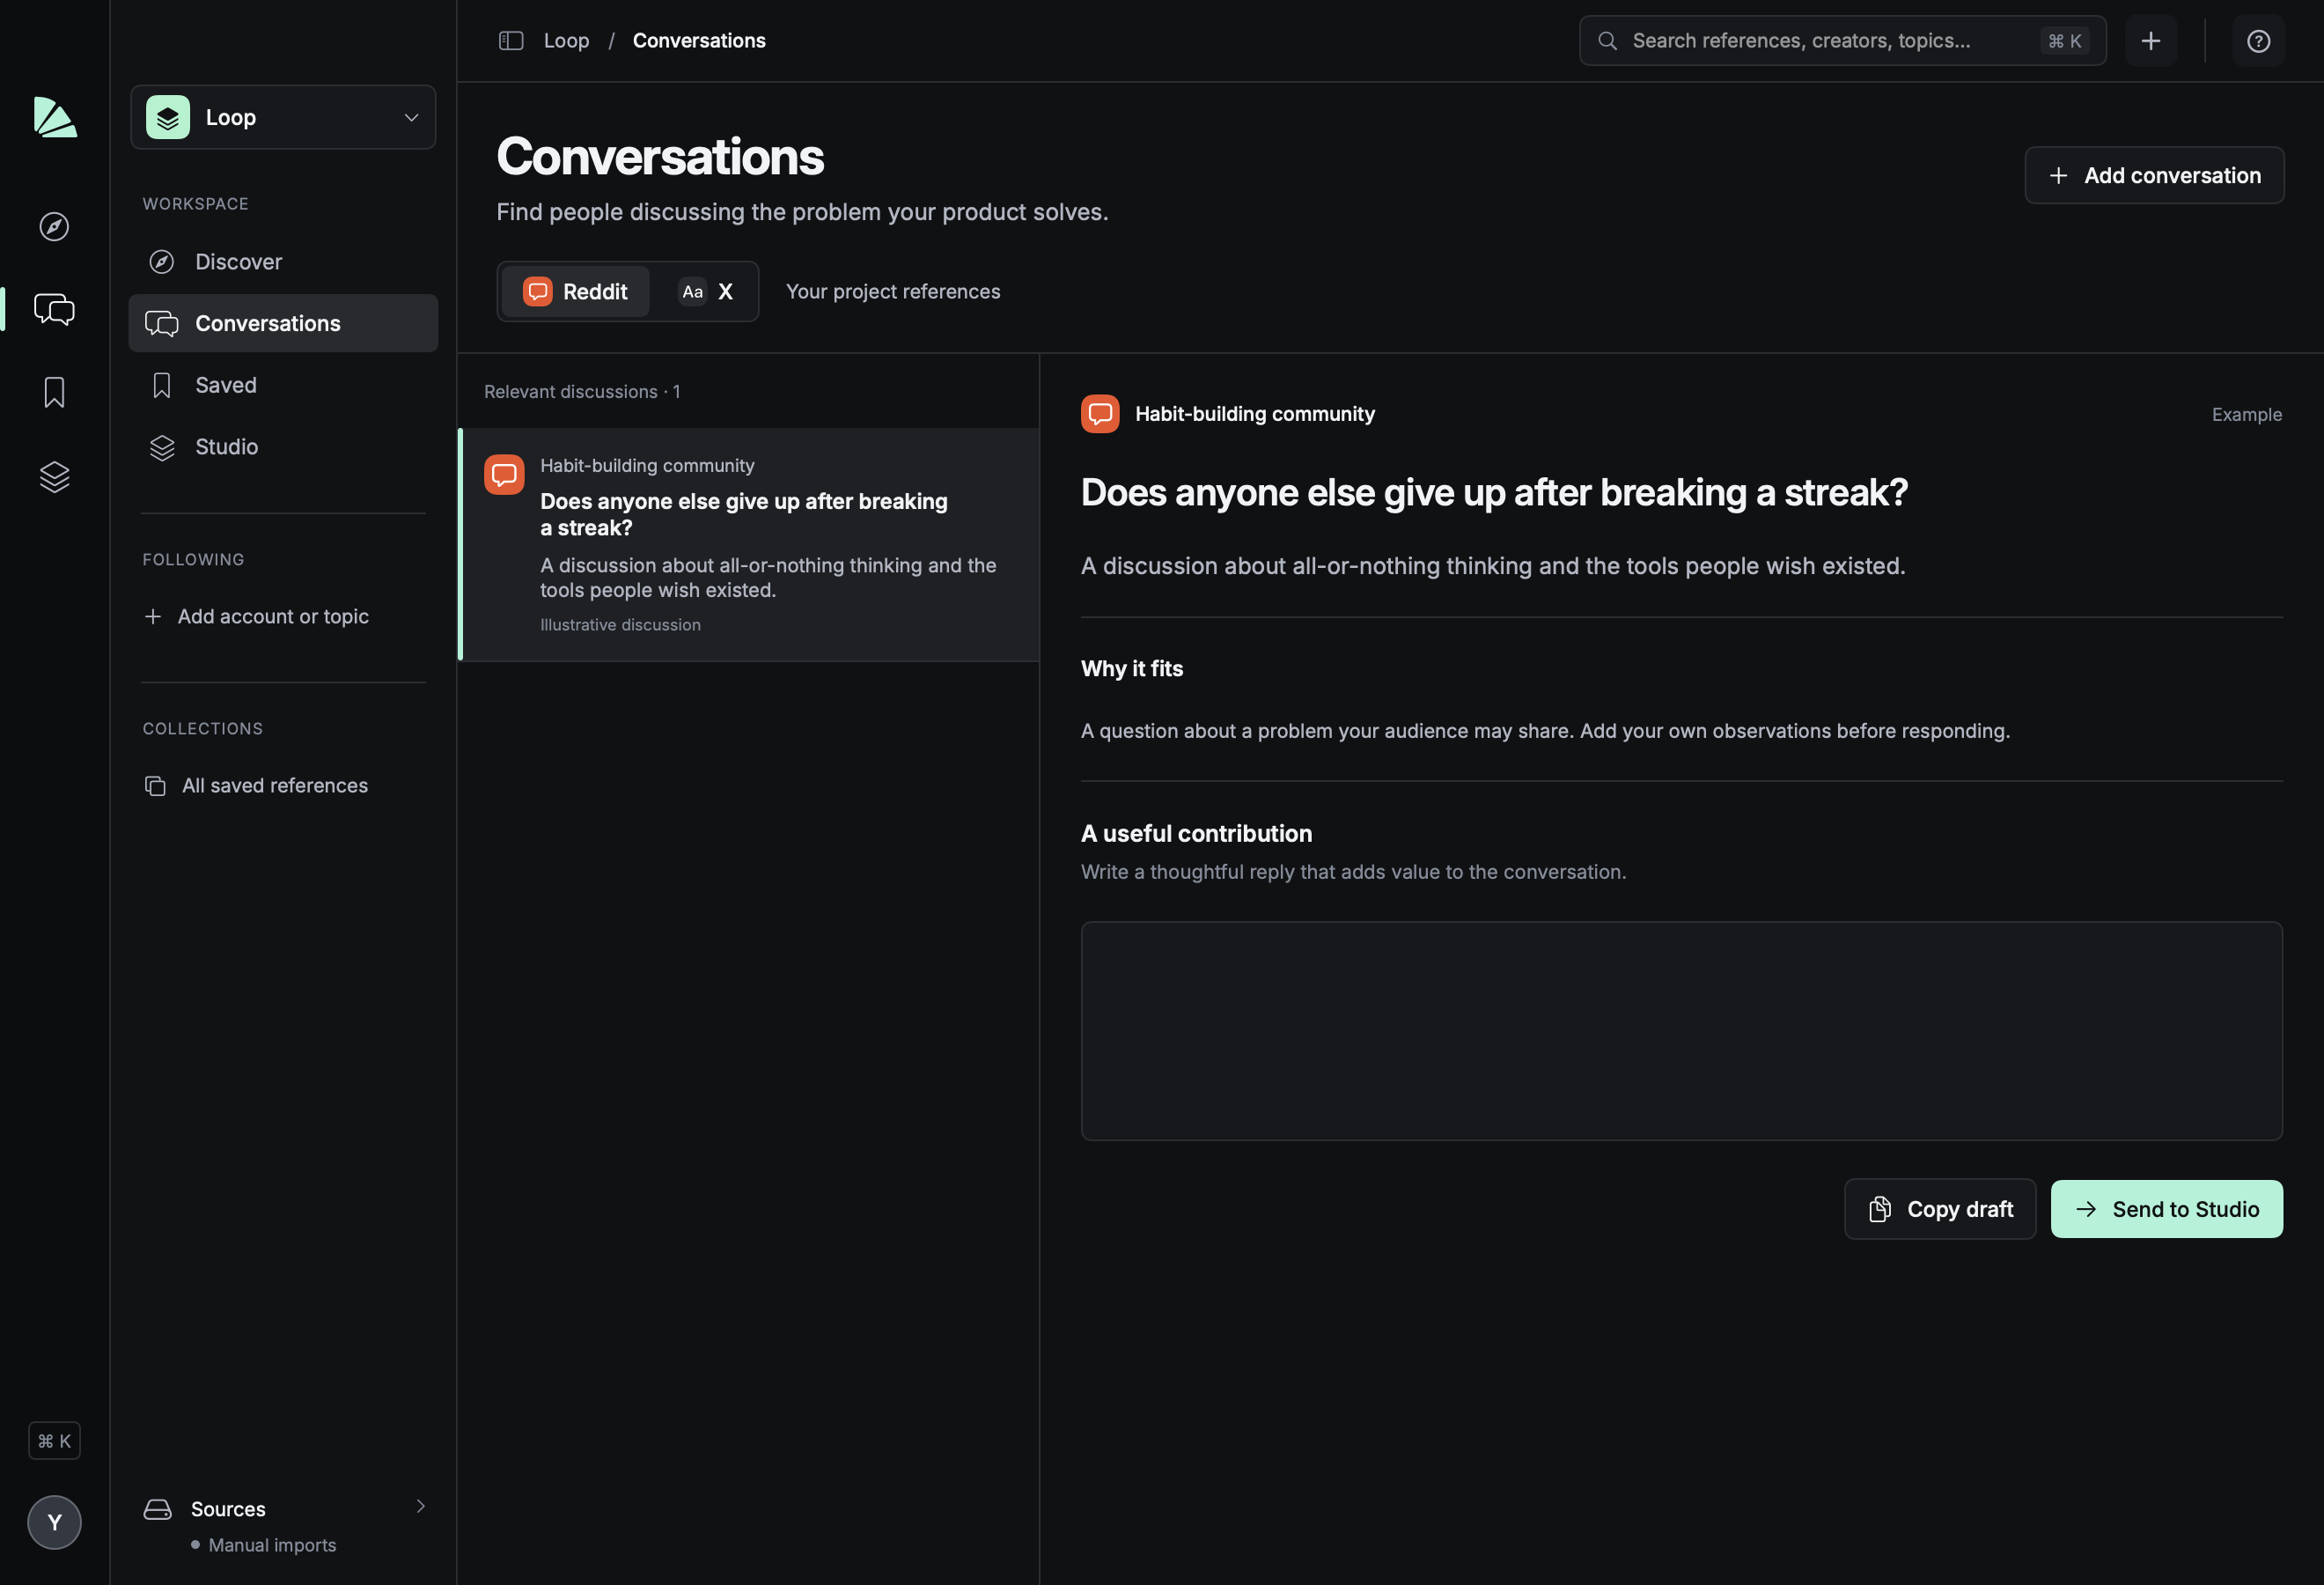 Loop / Conversations
Search references, creators, topics... ⌘ K
Loop
WORKSPACE
Discover
Conversations
Saved
Studio
FOLLOWING
Add account or topic
COLLECTIONS
All saved references
⌘ K
Y
Sources
Manual imports
Conversations
Find people discussing the problem your product solves.
Add conversation
Reddit
Aa X
Your project references
Relevant discussions · 1
Habit-building community
Does anyone else give up after breaking
a streak?
A discussion about all-or-nothing thinking and the
tools people wish existed.
Illustrative discussion
Habit-building community
Example
Does anyone else give up after breaking a streak?
A discussion about all-or-nothing thinking and the tools people wish existed.
Why it fits
A question about a problem your audience may share. Add your own observations before responding.
A useful contribution
Write a thoughtful reply that adds value to the conversation.
Copy draft
Send to Studio